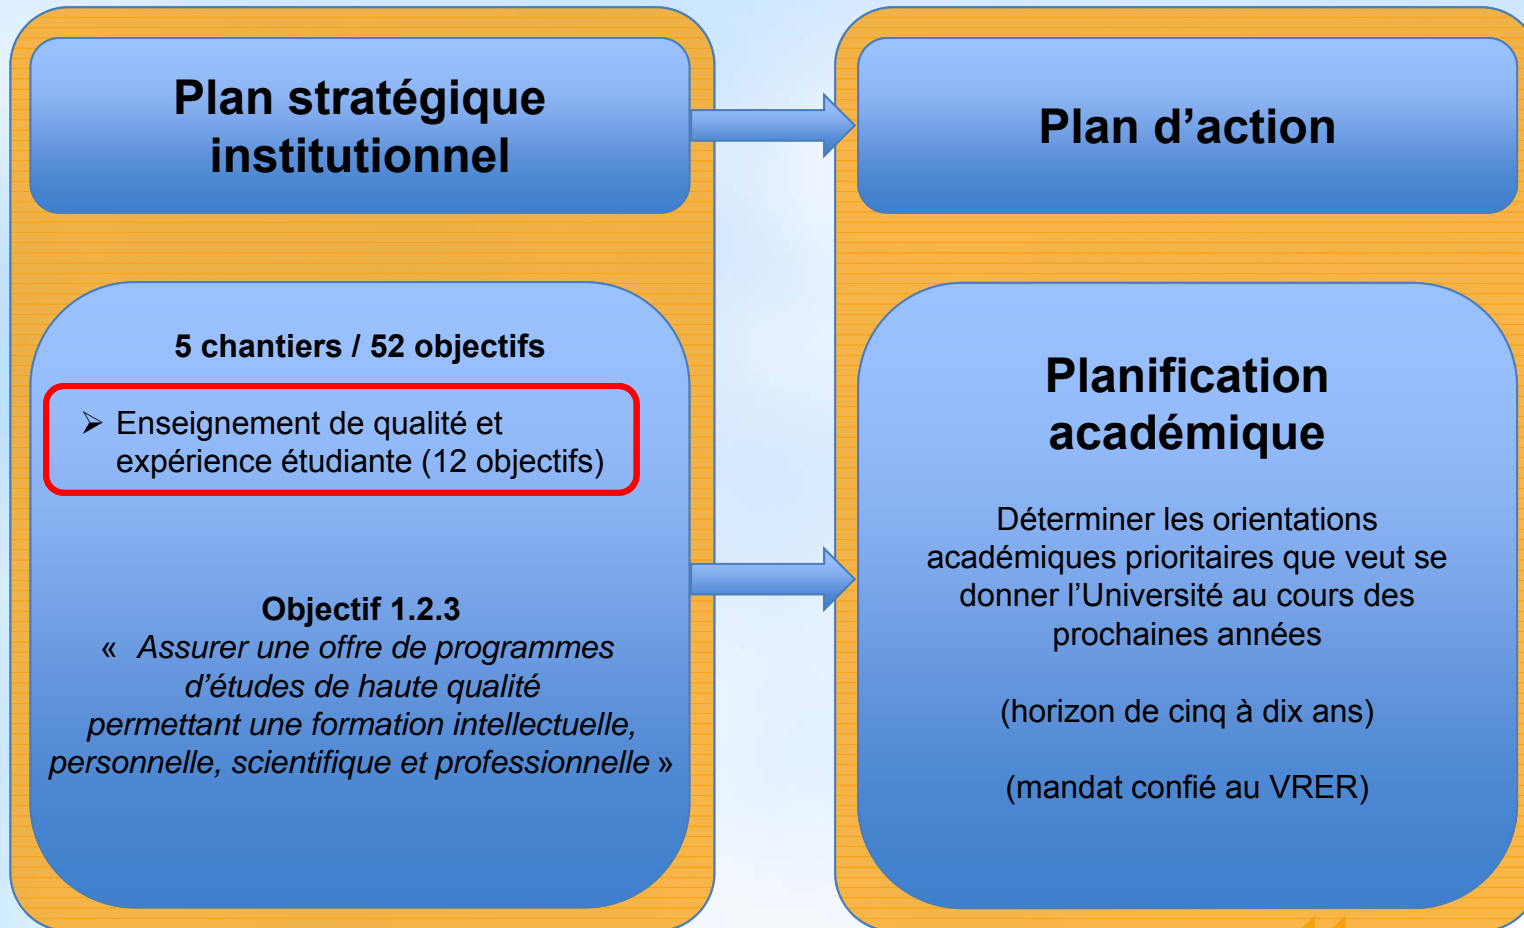 Plan stratégique
institutionnel
5 chantiers / 52 objectifs
➢ Enseignement de qualité et
expérience étudiante (12 objectifs)
Objectif 1.2.3
« Assurer une offre de programmes
d’études de haute qualité
permettant une formation intellectuelle,
personnelle, scientifique et professionnelle »
Plan d’action
Planification
académique
Déterminer les orientations
académiques prioritaires que veut se
donner l’Université au cours des
prochaines années
(horizon de cinq à dix ans)
(mandat confié au VRER)